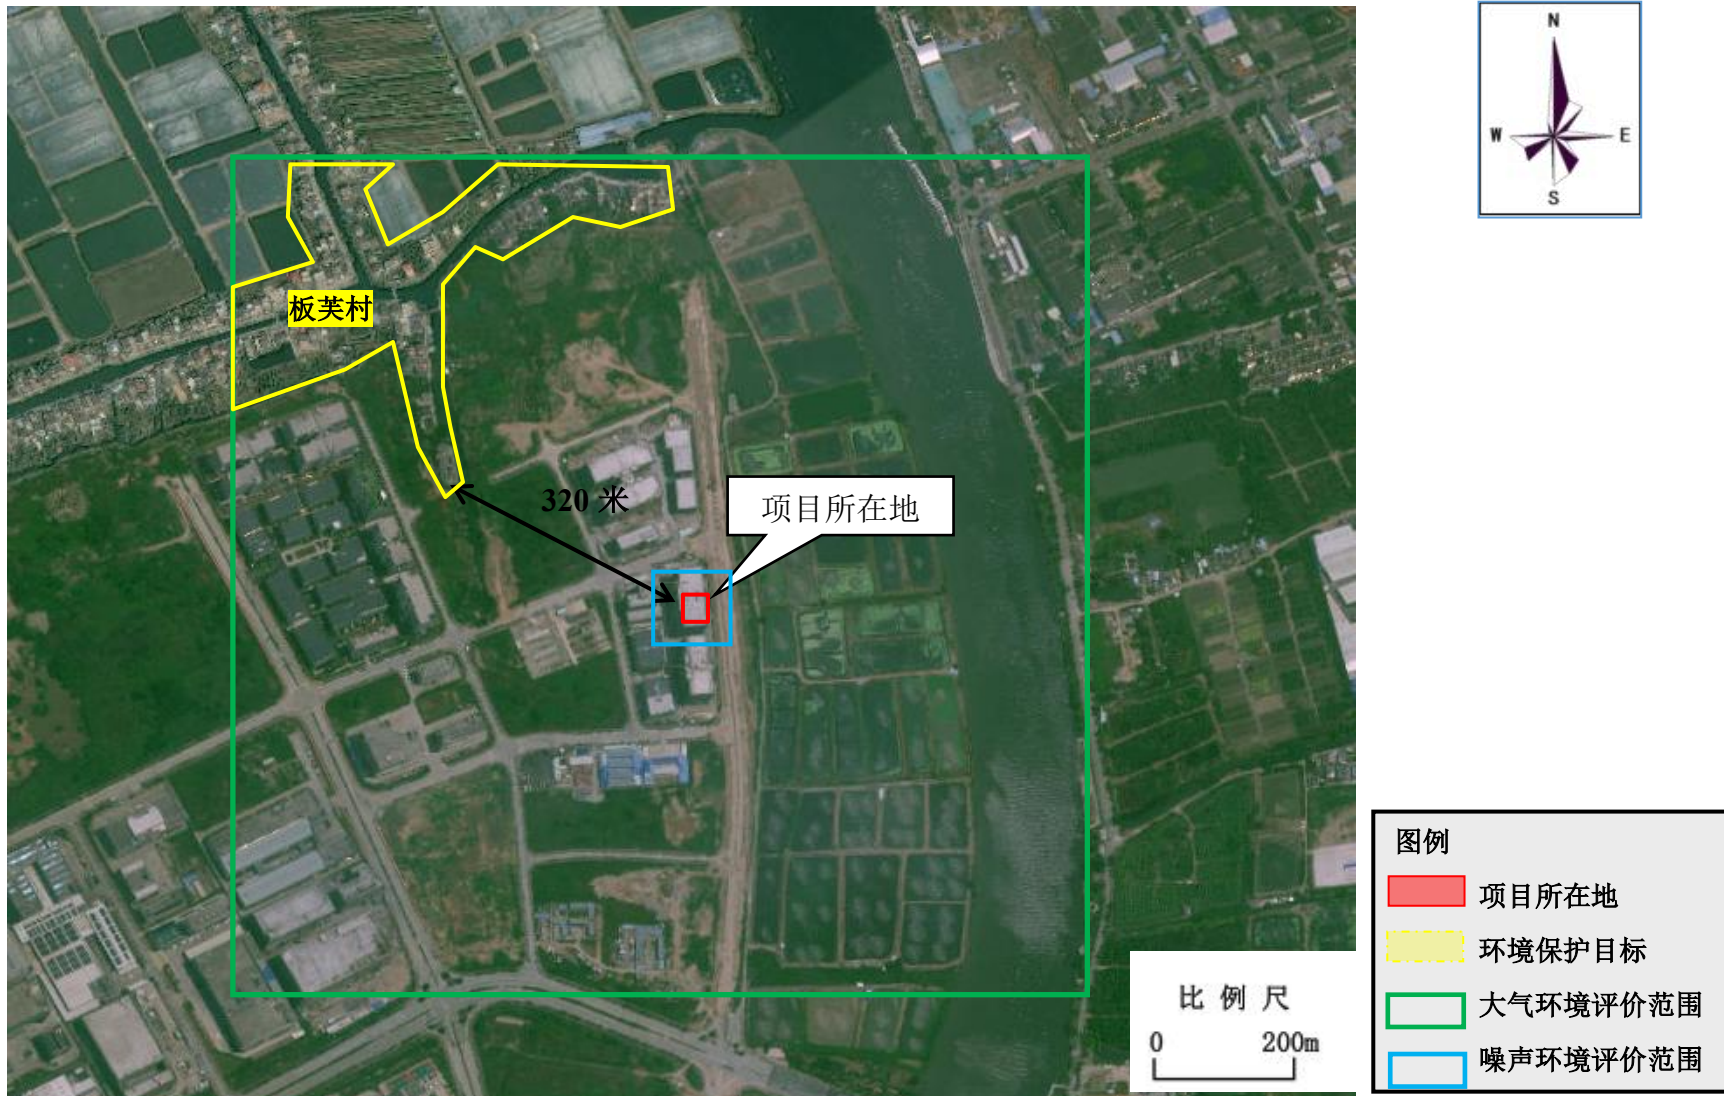 N
W
E
S
板芙村
320 米
项目所在地
比 例 尺
0
200m
图例
项目所在地
环境保护目标
大气环境评价范围
噪声环境评价范围